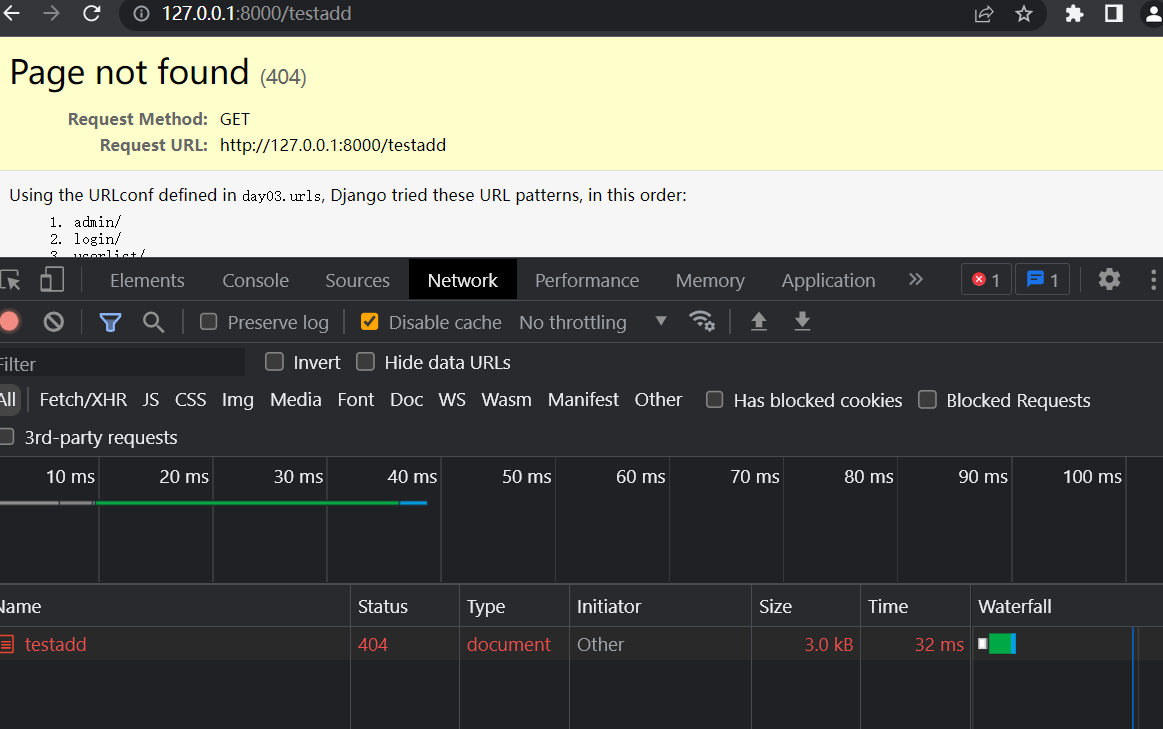 127.0.0.1:8000/testadd
Page not found (404)
Request Method: GET
Request URL: http://127.0.0.1:8000/testadd
Using the URLconf defined in day03.urls, Django tried these URL patterns, in this order:
1. admin/
2. login/
3. userlist/
Elements Console Sources Network Performance Memory Application » 1 1
Preserve log Disable cache No throttling
Filter Invert Hide data URLs
All Fetch/XHR JS CSS Img Media Font Doc WS Wasm Manifest Other Has blocked cookies Blocked Requests
3rd-party requests
10 ms 20 ms 30 ms 40 ms 50 ms 60 ms 70 ms 80 ms 90 ms 100 ms
Name Status Type Initiator Size Time Waterfall
testadd 404 document Other 3.0 kB 32 ms